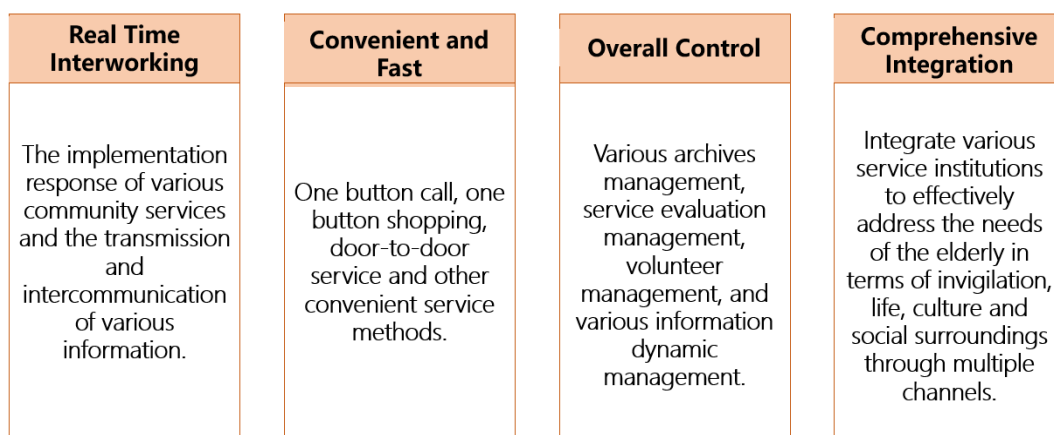 Real Time
Interworking
The implementation
response of various
community services
and the transmission
and
intercommunication
of various
information.
Convenient and
Fast
One button call, one
button shopping,
door-to-door
service and other
convenient service
methods.
Overall Control
Various archives
management,
service evaluation
management,
volunteer
management, and
various information
dynamic
management.
Comprehensive
Integration
Integrate various
service institutions
to effectively
address the needs
of the elderly in
terms of invigilation,
life, culture and
social surroundings
through multiple
channels.